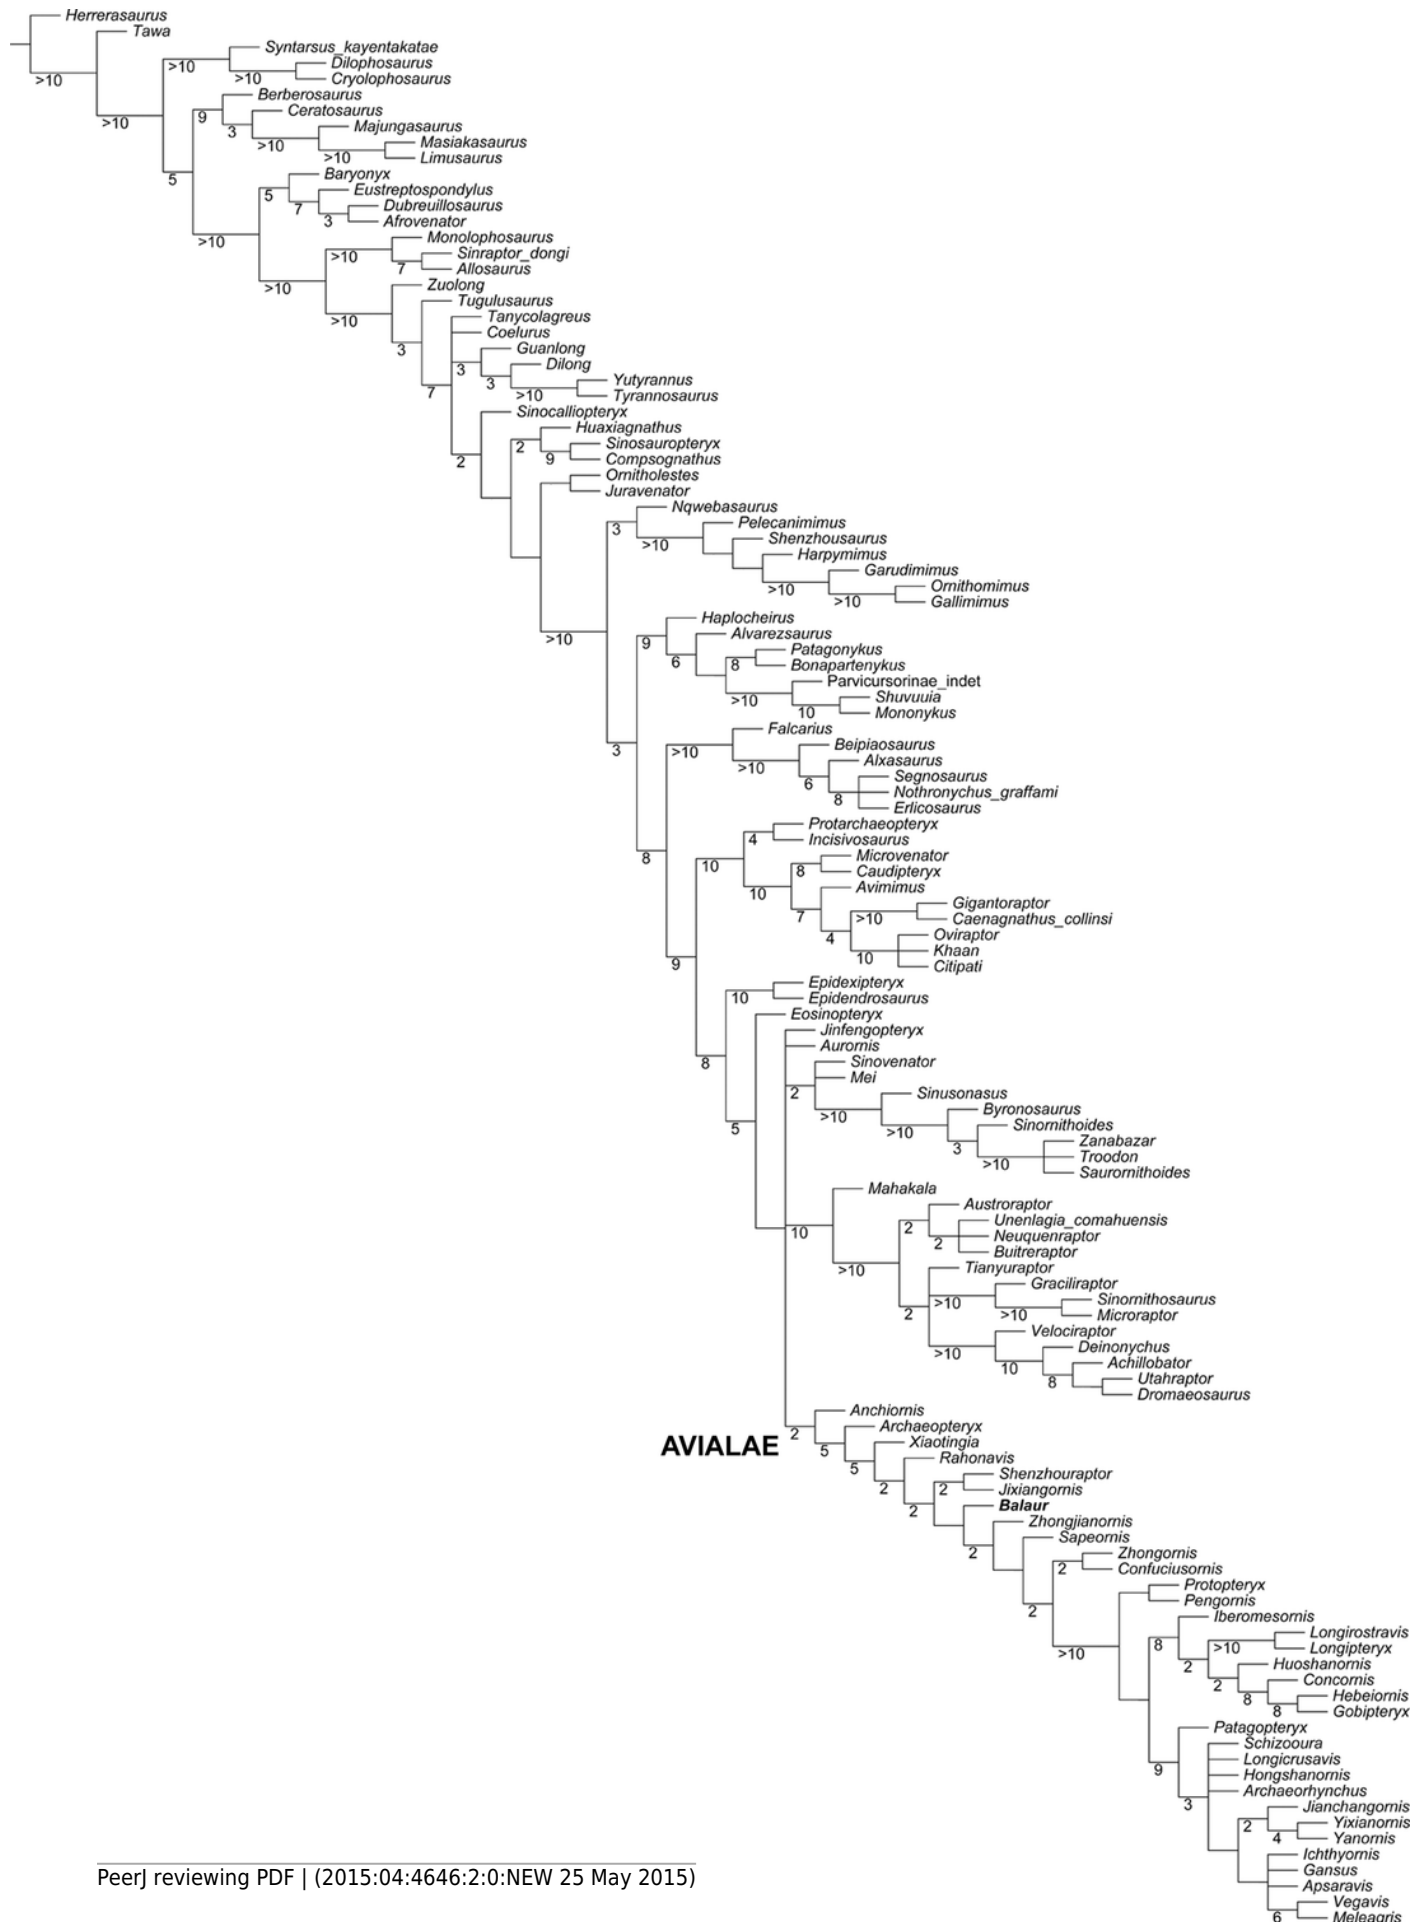 Herrerasaurus
Tawa
>10
Syntarsus_kayentakatae
>10
Dilophosaurus
>10
Cryolophosaurus
Berberosaurus
Ceratosaurus
9
>10
Majungasaurus
3
Masiakasaurus
>10
>10
Limusaurus
Baryonyx
5
Eustreptospondylus
5
Dubreuillosaurus
7
Afrovenator
3
Monolophosaurus
>10
Sinraptor_dongi
>10
Allosaurus
7
Zuolong
>10
Tugulusaurus
Tanycolagreus
>10
Coelurus
Guanlong
3
Dilong
3
Yutyrannus
3
Tyrannosaurus
7
>10
Sinocalliopteryx
Huaxiagnathus
Sinosauropteryx
2
Compsognathus
2
9
Ornitholestes
Juravenator
Nqwebasaurus
Pelecanimimus
3
Shenzhousaurus
>10
Harpymimus
Garudimimus
Ornithomimus
>10
Gallimimus
>10
Haplocheirus
Alvarezsaurus
>10
9
Patagonykus
6
8
Bonapartenykus
Parvicursorinae_indet
Shuvuuia
>10
Mononykus
10
Falcarius
Beipiaosaurus
3
>10
Alxasaurus
>10
Segnosaurus
6
Nothronychus_graffami
8
Erlicosaurus
Protarchaeopteryx
4
Incisivosaurus
8
Microvenator
10
8
Caudipteryx
Avimimus
10
Gigantoraptor
7
>10
Caenagnathus_collinsi
Oviraptor
4
Khaan
10
Citipati
9
Epidexipteryx
10
Epidendrosaurus
Eosinopteryx
Jinfengopteryx
Aurornis
8
Sinovenator
Mei
2
Sinusonasus
Byronosaurus
>10
Sinornithoides
5
>10
Zanabazar
3
Troodon
>10
Saurornithoides
Mahakala
Austroraptor
Unenlagia_comahuensis
10
2
Neuquenraptor
2
Buitreraptor
>10
Tianyuraptor
Graciliraptor
Sinornithosaurus
2
>10
>10
Microraptor
Velociraptor
Deinonychus
>10
Achillobator
10
Utahraptor
8
Dromaeosaurus
Anchiornis
Archaeopteryx
2
AVIALAE
Xiaotingia
5
Rahonavis
5
Shenzhouraptor
2
2
Jixiangornis
Balaur
2
Zhongjianornis
Sapeornis
2
Zhongornis
2
Confuciusornis
Protopteryx
Pengornis
2
Iberomesornis
Longirostravis
8
>10
Longipteryx
>10
Huoshanornis
2
Concornis
2
Hebeiornis
8
8
Gobipteryx
Patagopteryx
Schizooura
Longicrusavis
9
Hongshanornis
Archaeorhynchus
3
Jianchangornis
2
Yixianornis
4
Yanornis
Ichthyornis
Gansus
Apsaravis
Vegavis
6
Meleagris
PeerJ reviewing PDF | (2015:04:4646:2:0:NEW 25 May 2015)